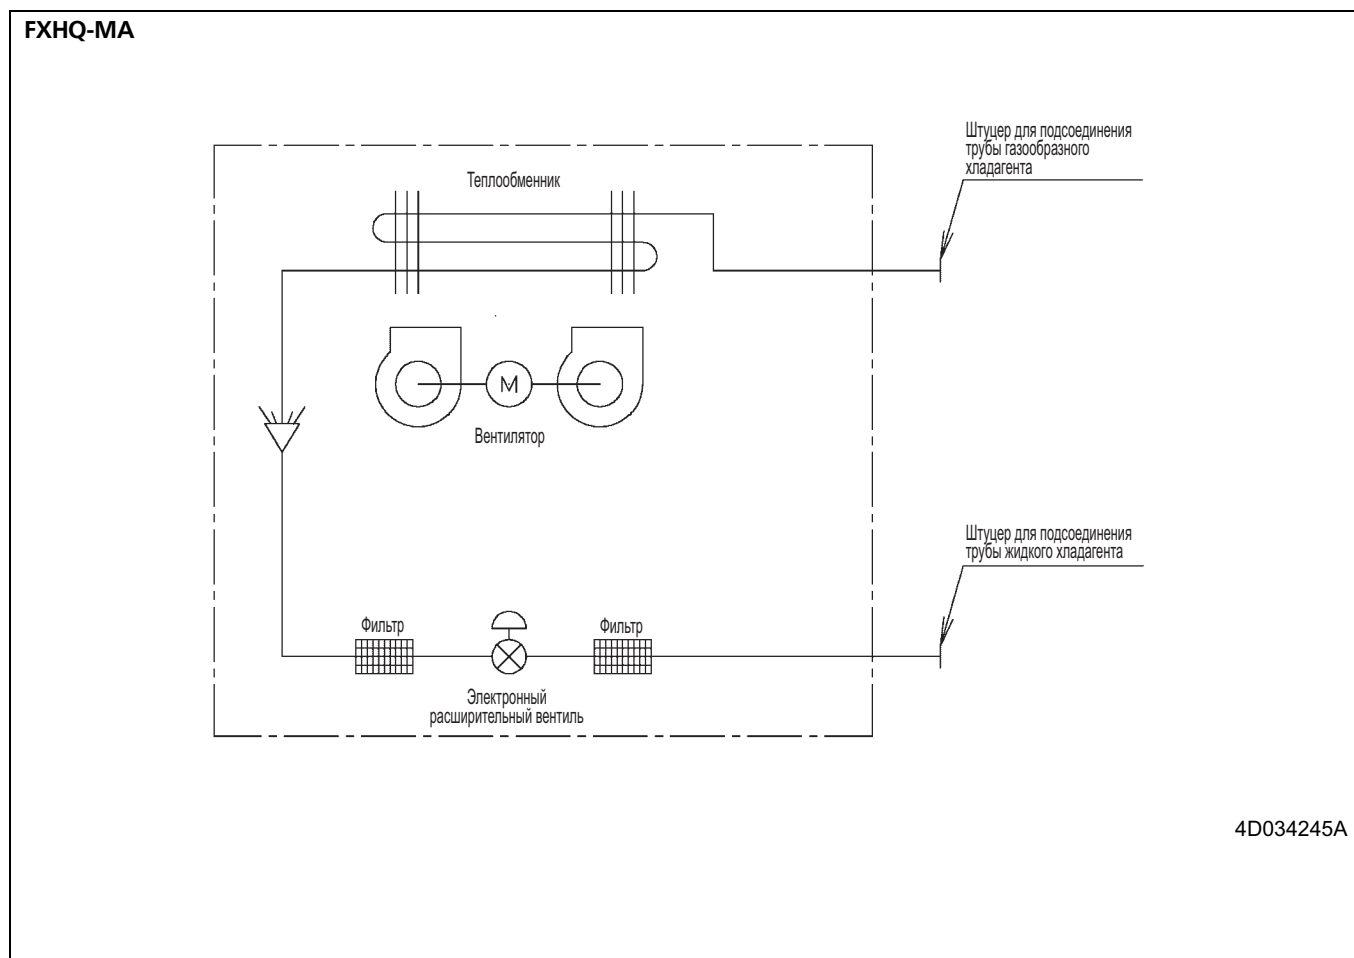 FXHQ-MA
Штуцер для подсоединения
трубы газообразного
хладагента
Теплообменник
M
Вентилятор
Штуцер для подсоединения
трубы жидкого хладагента
Фильтр
Фильтр
Электронный
расширительный вентиль
4D034245A